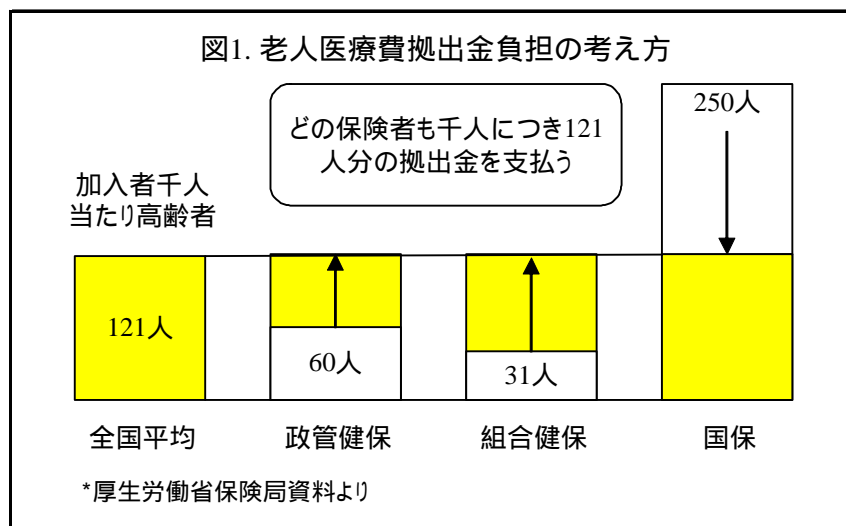 図1. 老人医療費拠出金負担の考え方
どの保険者も千人につき121
人分の拠出金を支払う
250人
加入者千人
当たり高齢者
121人
60人
31人
全国平均
政管健保
組合健保
国保
*厚生労働省保険局資料より